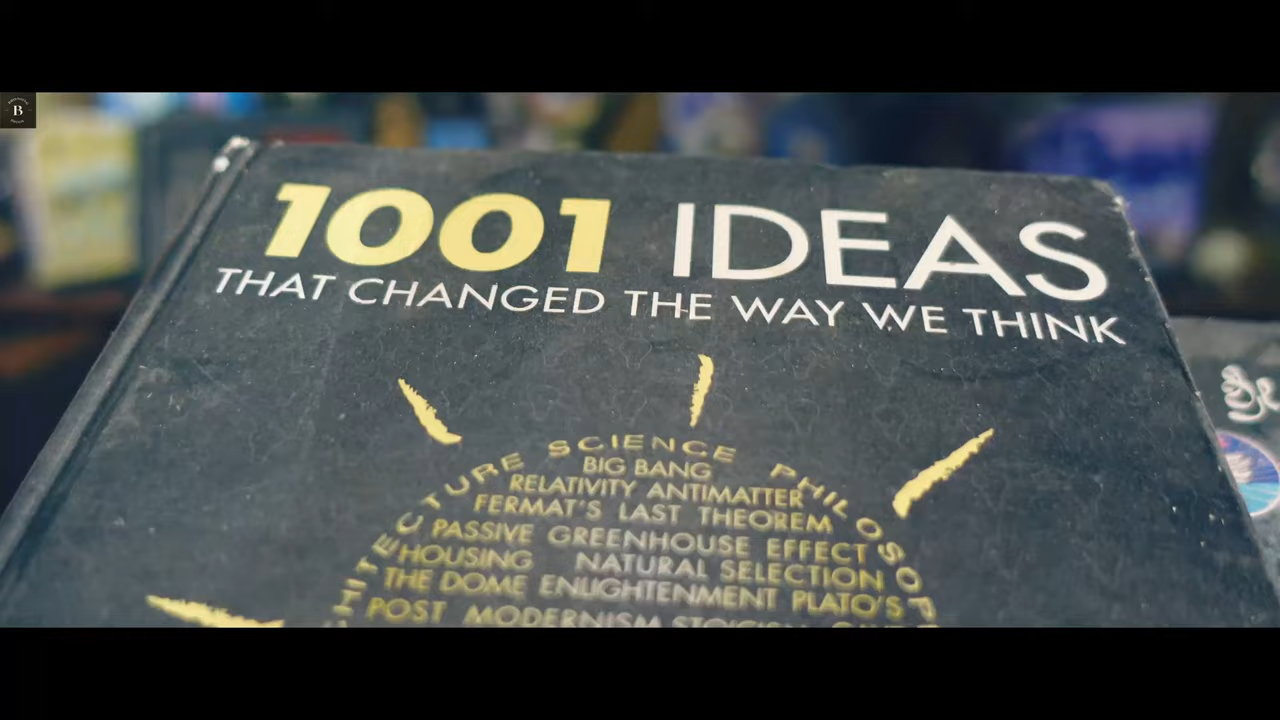 B
1001 IDEAS
THAT CHANGED THE WAY WE THINK
SCIENCE
BIG BANG
RELATIVITY ANTIMATTER
FERMAT'S LAST THEOREM
PASSIVE GREENHOUSE EFFECT
HOUSING NATURAL SELECTION
THE DOME ENLIGHTENMENT PLATO'S
POST MODERNISM STOICISM